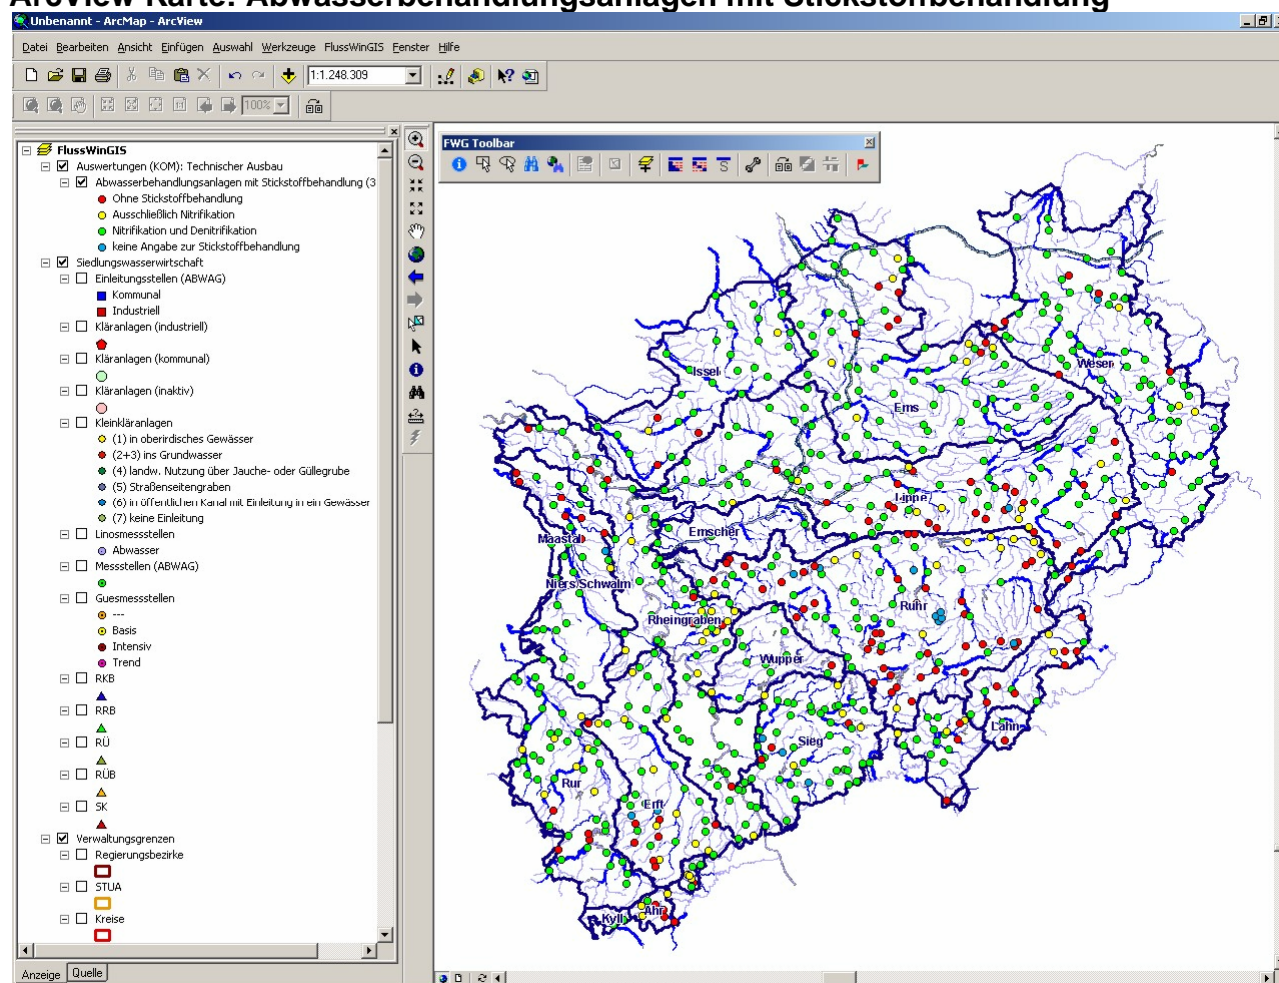 ArcView-Karte: Abwasserbehandlungsanlagen mit Stickstoffbehandlung
Unbenannt - ArcMap - ArcView
Datei Bearbeiten Ansicht Einfügen Auswahl Werkzeuge FlussWinGIS Fenster Hilfe
1:1.248.309
100%
FlussWinGIS
Auswertungen (KOM): Technischer Ausbau
Abwasserbehandlungsanlagen mit Stickstoffbehandlung (3
Ohne Stickstoffbehandlung
Ausschließlich Nitrifikation
Nitrifikation und Denitrifikation
keine Angabe zur Stickstoffbehandlung
Siedlungswasserwirtschaft
Einleitungsstellen (ABWAG)
Kommunal
Industriell
Kläranlagen (industriell)
Kläranlagen (kommunal)
Kläranlagen (inaktiv)
Kleinkläranlagen
(1) in oberirdisches Gewässer
(2+3) ins Grundwasser
(4) landw. Nutzung über Jauche- oder Güllegrube
(5) Straßenseitengraben
(6) in öffentlichen Kanal mit Einleitung in ein Gewässer
(7) keine Einleitung
Linosmessstellen
Abwasser
Messstellen (ABWAG)
Guesmessstellen
---
Basis
Intensiv
Trend
RKB
RRB
RÜ
RÜB
SK
Verwaltungsgrenzen
Regierungsbezirke
STUA
Kreise
Anzeige Quelle
FWG Toolbar
Weser
Issel
Ems
Lippe
Emscher
Maastal
Niers/Schwalm
Ruhr
Rheingraben
Wupper
Lahn
Sieg
Rur
Erft
Ahr
Kyll